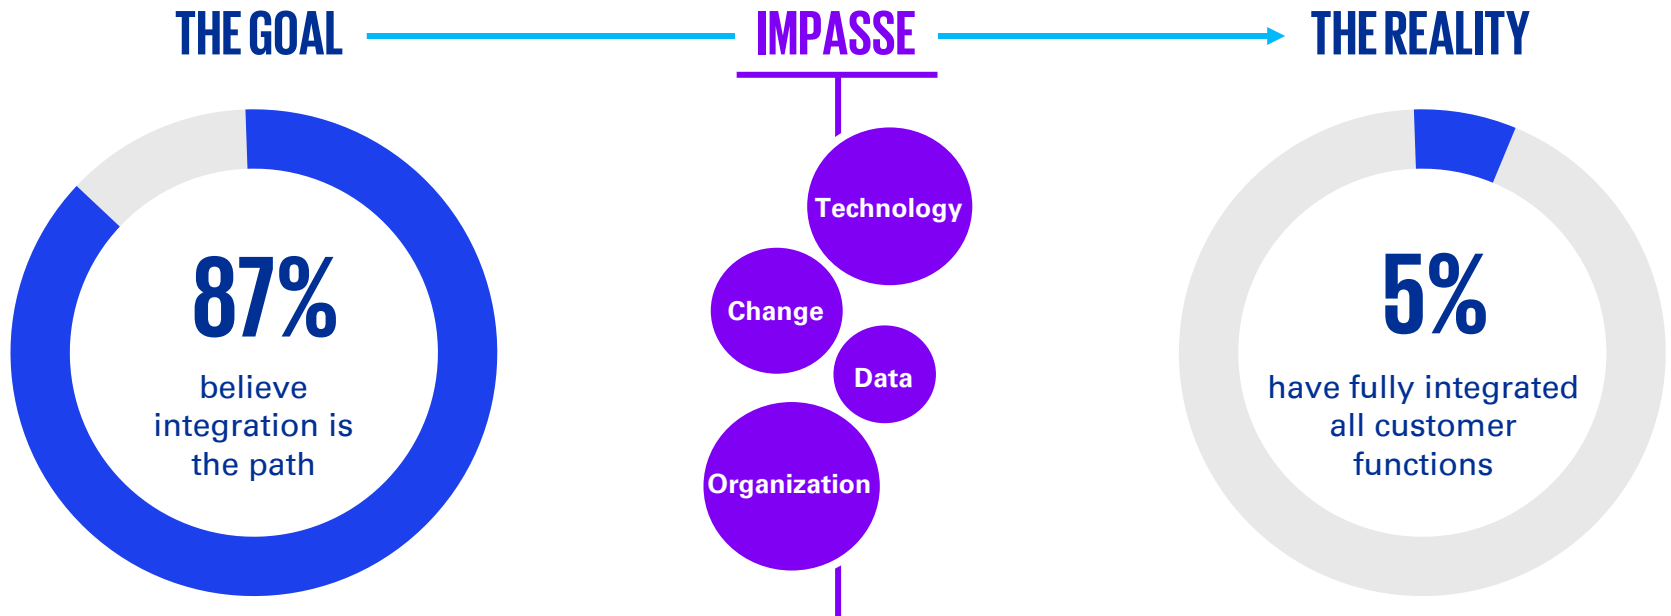 THE GOAL
IMPASSE
THE REALITY
87%
believe
integration is
the path
Technology
Change
Data
Organization
5%
have fully integrated
all customer
functions